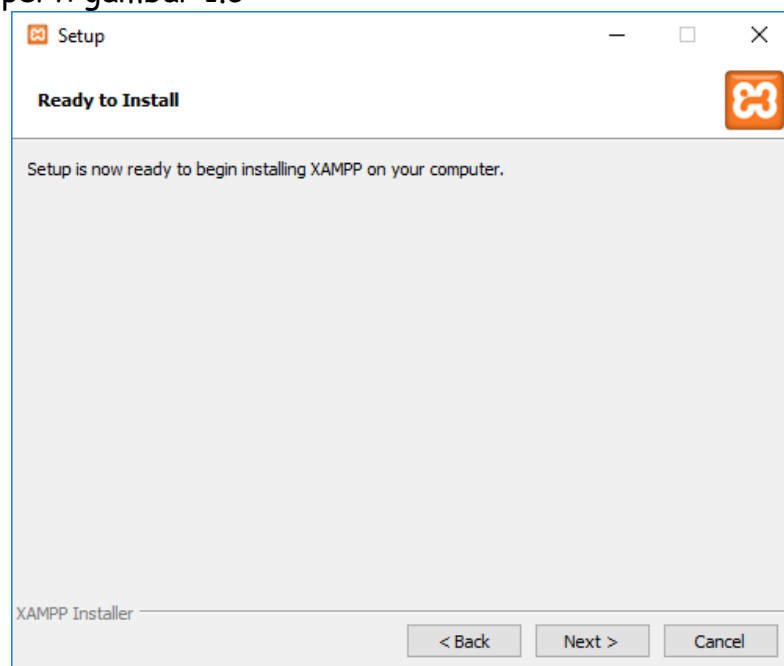 gambar
Setup
Ready to Install
Setup is now ready to begin installing XAMPP on your computer.
XAMPP Installer
< Back Next > Cancel